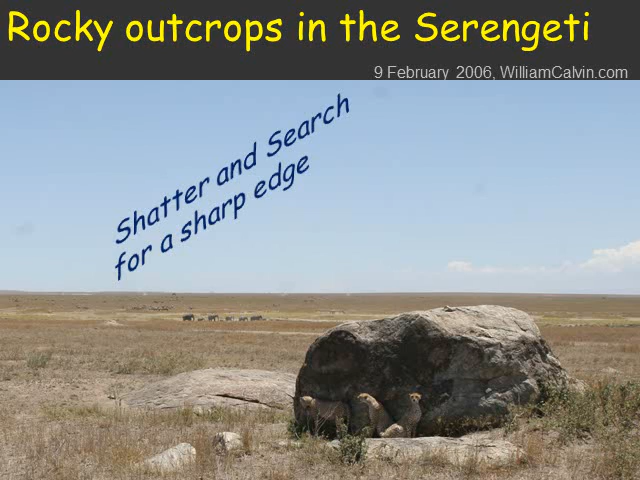 Rocky outcrops in the Serengeti
9 February 2006, WilliamCalvin.com
Shatter and Search
for a sharp edge